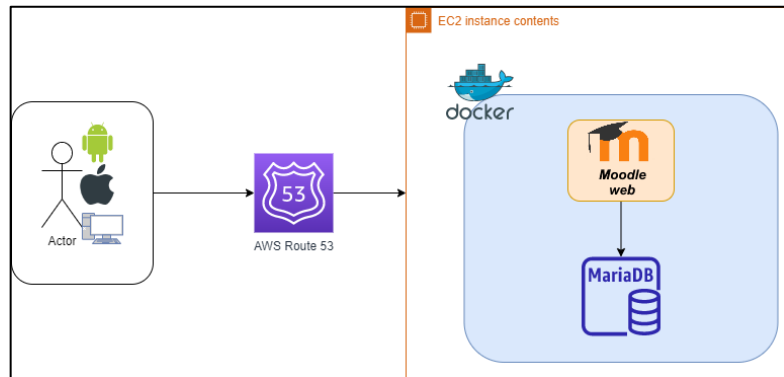 EC2 instance contents
docker
Actor
53
AWS Route 53
m
Moodle
web
MariaDB